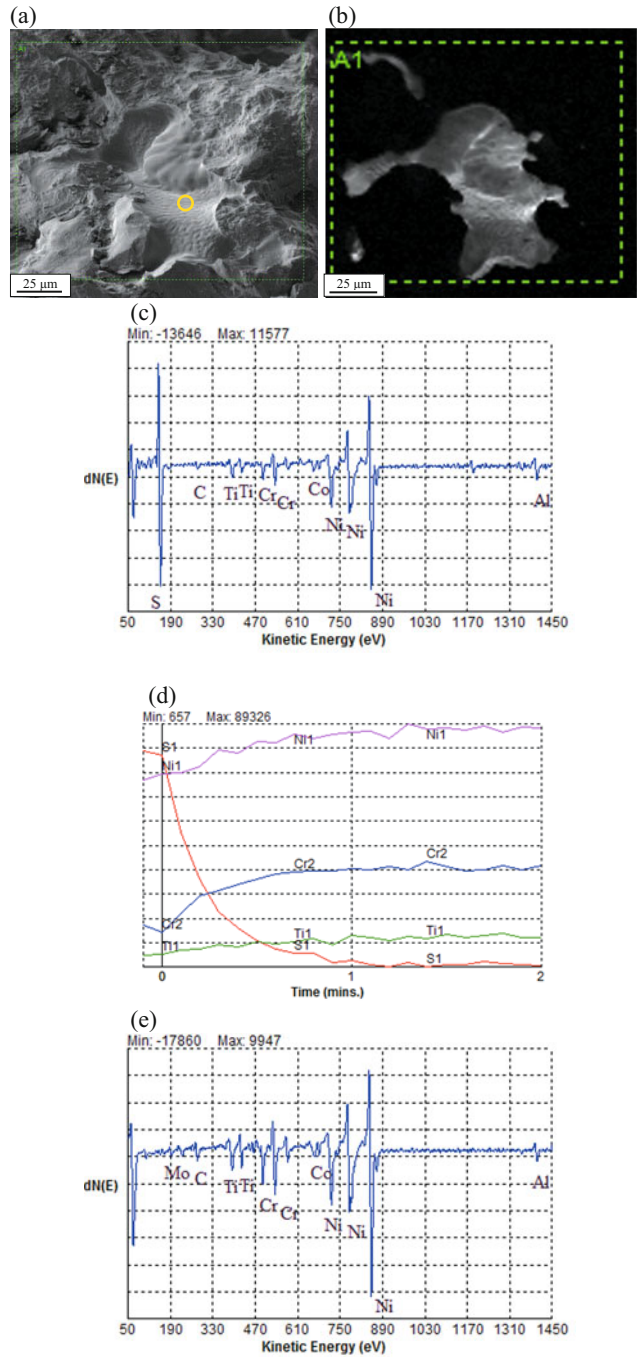 (a)
(b)
A1
25 µm
25 µm
(c)
Min: -13646 Max: 11577
dN(E)
S
C
Ti
Ti
Cr
Cr
Co
Ni
Ni
Ni
Al
50 190 330 470 610 750 890 1030 1170 1310 1450
Kinetic Energy (eV)
(d)
Min: 657 Max: 89326
S1
Ni1
Cr2
Ti1
Ni1
Cr2
Ti1
S1
Ni1
Cr2
Ti1
S1
0 1 2
Time (mins.)
(e)
Min: -17860 Max: 9947
dN(E)
Mo
C
Ti
Ti
Cr
Cr
Co
Ni
Ni
Ni
Al
50 190 330 470 610 750 890 1030 1170 1310 1450
Kinetic Energy (eV)